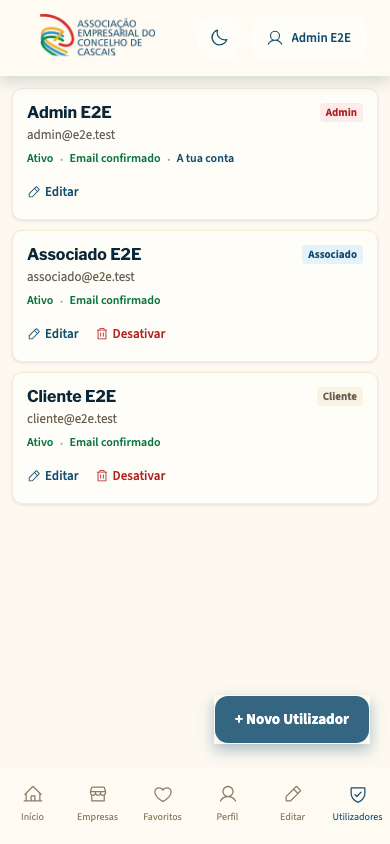 ASSOCIAÇÃO
EMPRESARIAL DO
CONCELHO DE
CASCAIS
Admin E2E
Admin E2E
Admin
admin@e2e.test
Ativo · Email confirmado · A tua conta
Editar
Associado E2E
Associado
associado@e2e.test
Ativo · Email confirmado
Editar Desativar
Cliente E2E
Cliente
cliente@e2e.test
Ativo · Email confirmado
Editar Desativar
+ Novo Utilizador
Início Empresas Favoritos Perfil Editar Utilizadores